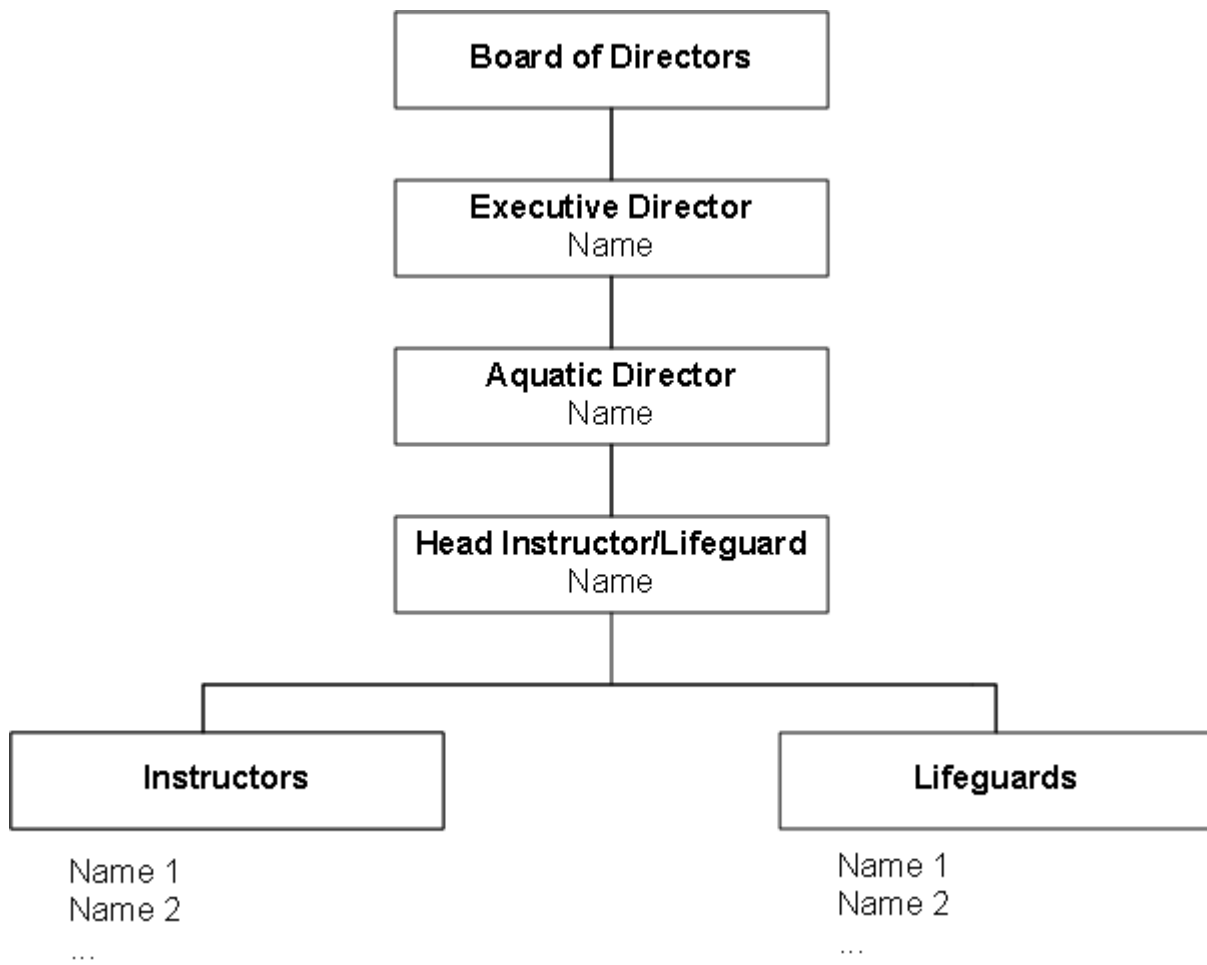 Board of Directors
Executive Director
Name
Aquatic Director
Name
Head Instructor/Lifeguard
Name
Instructors
Name 1
Name 2
...
Lifeguards
Name 1
Name 2
...